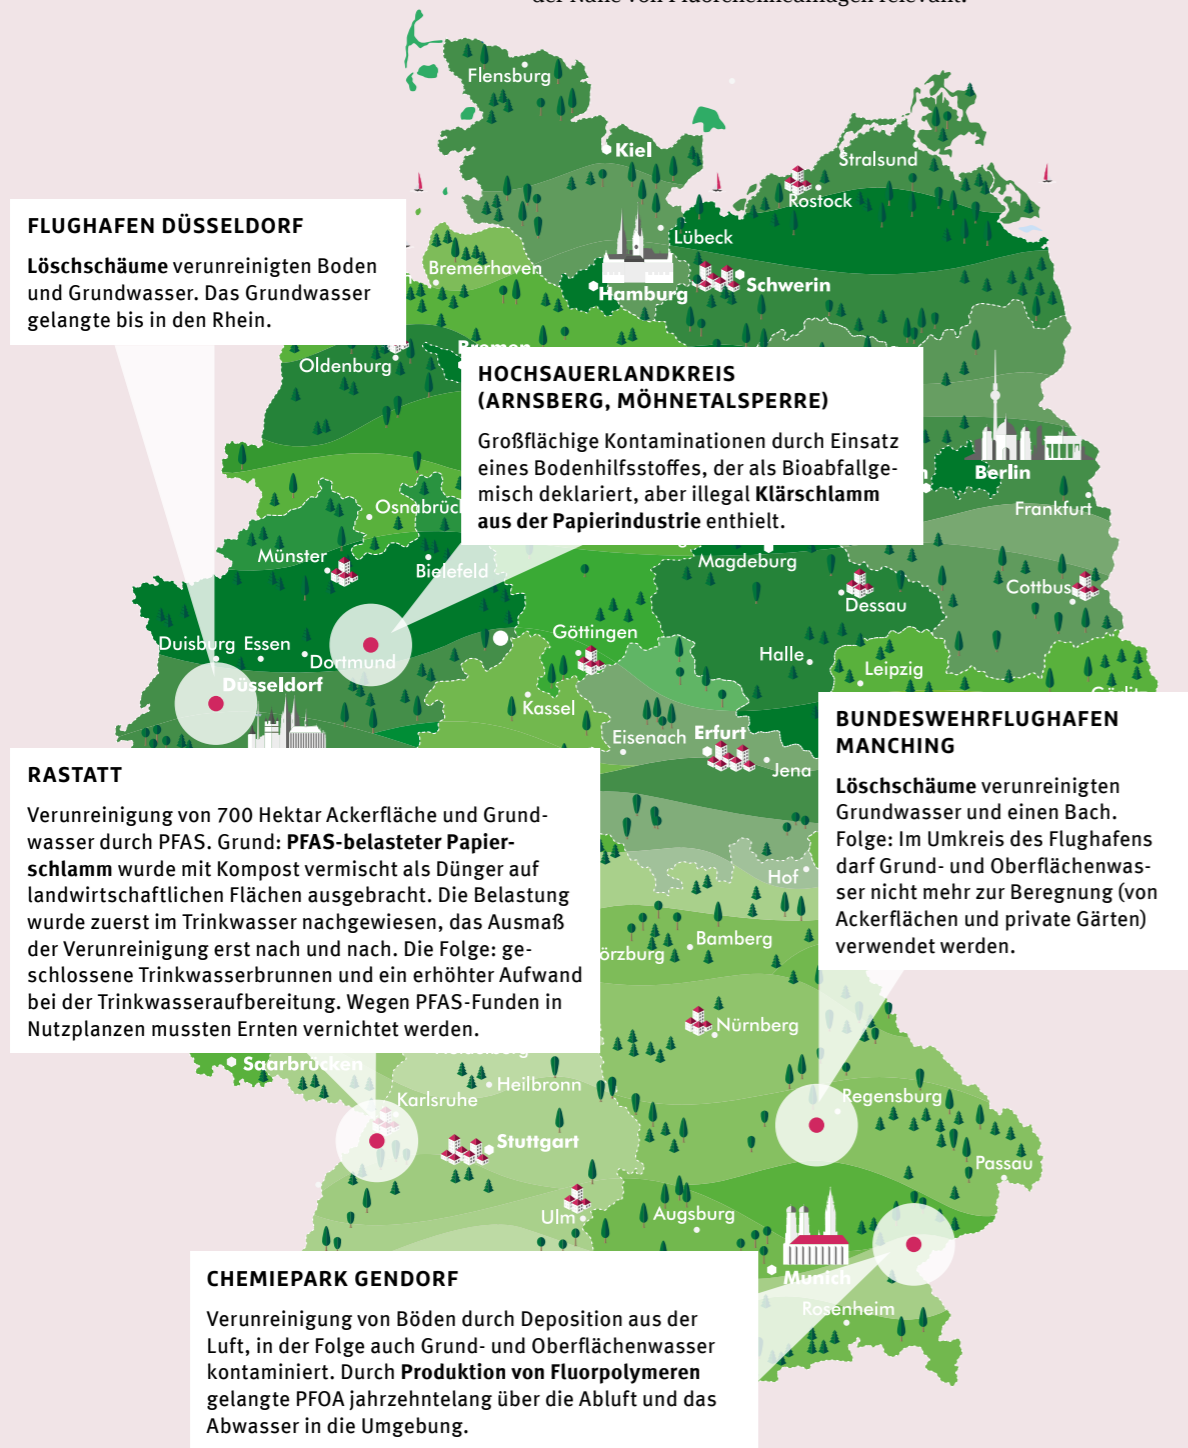 Flensburg
Kiel
Stralsund
Rostock
Lübeck
Bremerhaven
Hamburg
Schwerin
FLUGHAFEN DÜSSELDORF
Löschschäume verunreinigten Boden
und Grundwasser. Das Grundwasser
gelangte bis in den Rhein.
Oldenburg
HOCHSAUERLANDKREIS
(ARNSBERG, MÖHNETALSPERRE)
Großflächige Kontaminationen durch Einsatz
eines Bodenhilfsstoffes, der als Bioabfallge-
misch deklariert, aber illegal Klärschlamm
aus der Papierindustrie enthielt.
Berlin
Frankfurt
Münster
Bielefeld
Magdeburg
Dessau
Cottbus
Duisburg Essen
Dortmund
Göttingen
Halle
Leipzig
Düsseldorf
Kassel
Eisenach
Erfurt
Jena
BUNDESWEHRFLUGHAFEN
MANCHING
Löschschäume verunreinigten
Grundwasser und einen Bach.
Folge: Im Umkreis des Flughafens
darf Grund- und Oberflächenwas-
ser nicht mehr zur Beregnung (von
Ackerflächen und private Gärten)
verwendet werden.
RASTATT
Verunreinigung von 700 Hektar Ackerfläche und Grund-
wasser durch PFAS. Grund: PFAS-belasteter Papier-
schlamm wurde mit Kompost vermischt als Dünger auf
landwirtschaftlichen Flächen ausgebracht. Die Belastung
wurde zuerst im Trinkwasser nachgewiesen, das Ausmaß
der Verunreinigung erst nach und nach. Die Folge: ge-
schlossene Trinkwasserbrunnen und ein erhöhter Aufwand
bei der Trinkwasseraufbereitung. Wegen PFAS-Funden in
Nutzplanzen mussten Ernten vernichtet werden.
Hof
Bamberg
Nürnberg
Saarbrücken
Heilbronn
Karlsruhe
Stuttgart
Regensburg
Passau
Ulm
Augsburg
Munich
Rosenheim
CHEMIEPARK GENDORF
Verunreinigung von Böden durch Deposition aus der
Luft, in der Folge auch Grund- und Oberflächenwasser
kontaminiert. Durch Produktion von Fluorpolymeren
gelangte PFOA jahrzehntelang über die Abluft und das
Abwasser in die Umgebung.